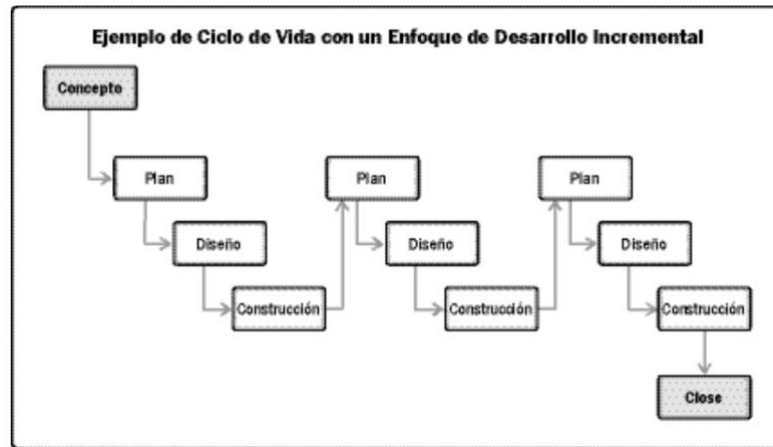 Ejemplo de Ciclo de Vida con un Enfoque de Desarrollo Incremental
Concepto
Plan
Diseño
Construcción
Plan
Diseño
Construcción
Plan
Diseño
Construcción
Close